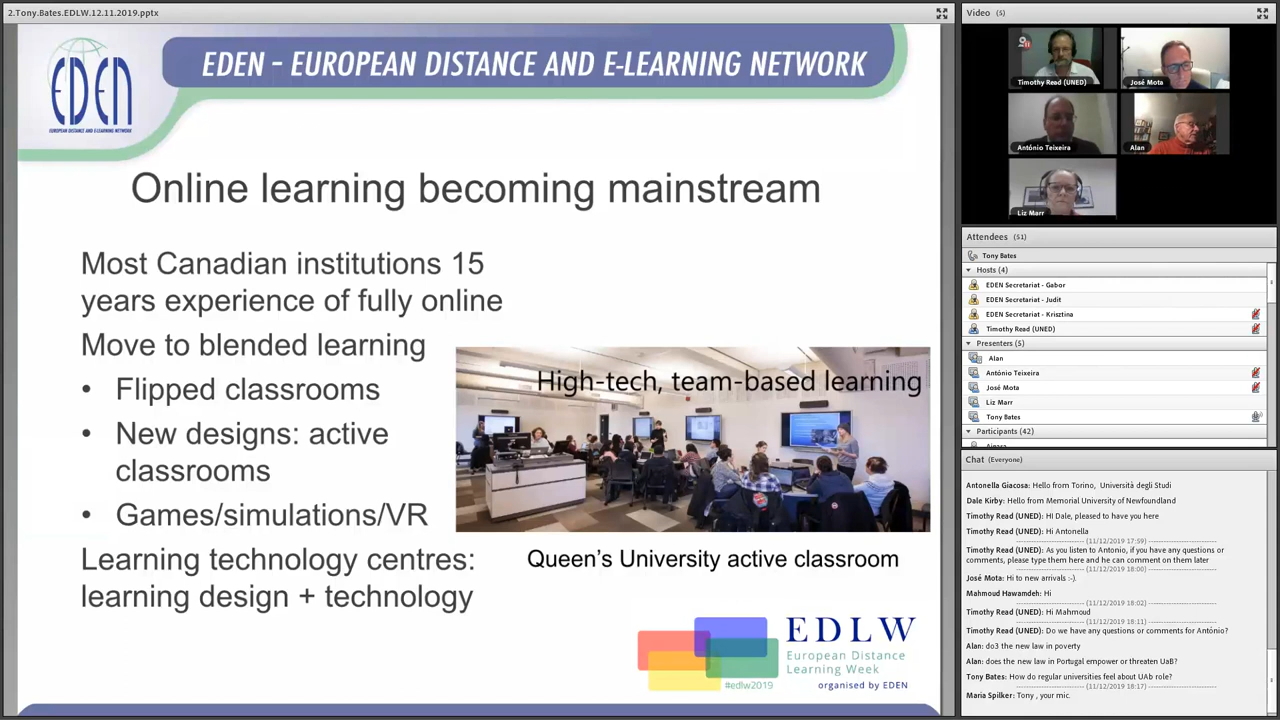 2.Tony.Bates.EDLW.12.11.2019.pptx
EDEN
EUROPEAN DISTANCE AND E-LEARNING NETWORK
EDEN - EUROPEAN DISTANCE AND E-LEARNING NETWORK
Online learning becoming mainstream
Most Canadian institutions 15
years experience of fully online
Move to blended learning
• Flipped classrooms
• New designs: active
classrooms
• Games/simulations/VR
Learning technology centres:
learning design + technology
High-tech, team-based learning
Queen's University active classroom
EDLW
European Distance
Learning Week
#edlw2019
organised by EDEN
Video (5)
Timothy Read (UNED)
José Mota
António Teixeira
Alan
Liz Marr
Attendees (51)
Tony Bates
Hosts (4)
EDEN Secretariat - Gabor
EDEN Secretariat - Judit
EDEN Secretariat - Krisztina
Timothy Read (UNED)
Presenters (5)
Alan
António Teixeira
José Mota
Liz Marr
Tony Bates
Participants (42)
Chat (Everyone)
Antonella Giacosa: Hello from Torino, Università degli Studi
Dale Kirby: Hello from Memorial University of Newfoundland
Timothy Read (UNED): HI Dale, pleased to have you here
Timothy Read (UNED): Hi Antonella
(11/12/2019 17:59)
Timothy Read (UNED): As you listen to Antonio, if you have any questions or
comments, please type them here and he can comment on them later
(11/12/2019 18:00)
José Mota: Hi to new arrivals :-).
Mahmoud Hawamdeh: Hi
(11/12/2019 18:02)
Timothy Read (UNED): Hi Mahmoud
(11/12/2019 18:11)
Timothy Read (UNED): Do we have any questions or comments for António?
Alan: do3 the new law in poverty
Alan: does the new law in Portugal empower or threaten UaB?
Tony Bates: How do regular universities feel about UAb role?
(11/12/2019 18:17)
Maria Spilker: Tony , your mic.